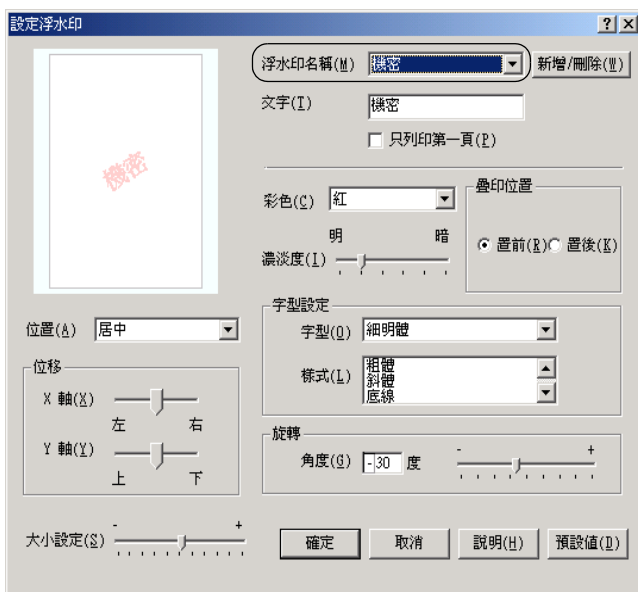 設定浮水印
? ×
機密
浮水印名稱(M) 機密 新增/刪除(W)
文字(T) 機密
只列印第一頁(P)
彩色(C) 紅
明 暗
濃淡度(I)
疊印位置
置前(R) 置後(K)
位置(A) 居中
位移
X 軸(X)
左 右
Y 軸(Y)
上 下
大小設定(S) - +
字型設定
字型(O) 細明體
樣式(L) 粗體
斜體
底線
旋轉
角度(G) -30 度 - +
確定 取消 說明(H) 預設值(D)